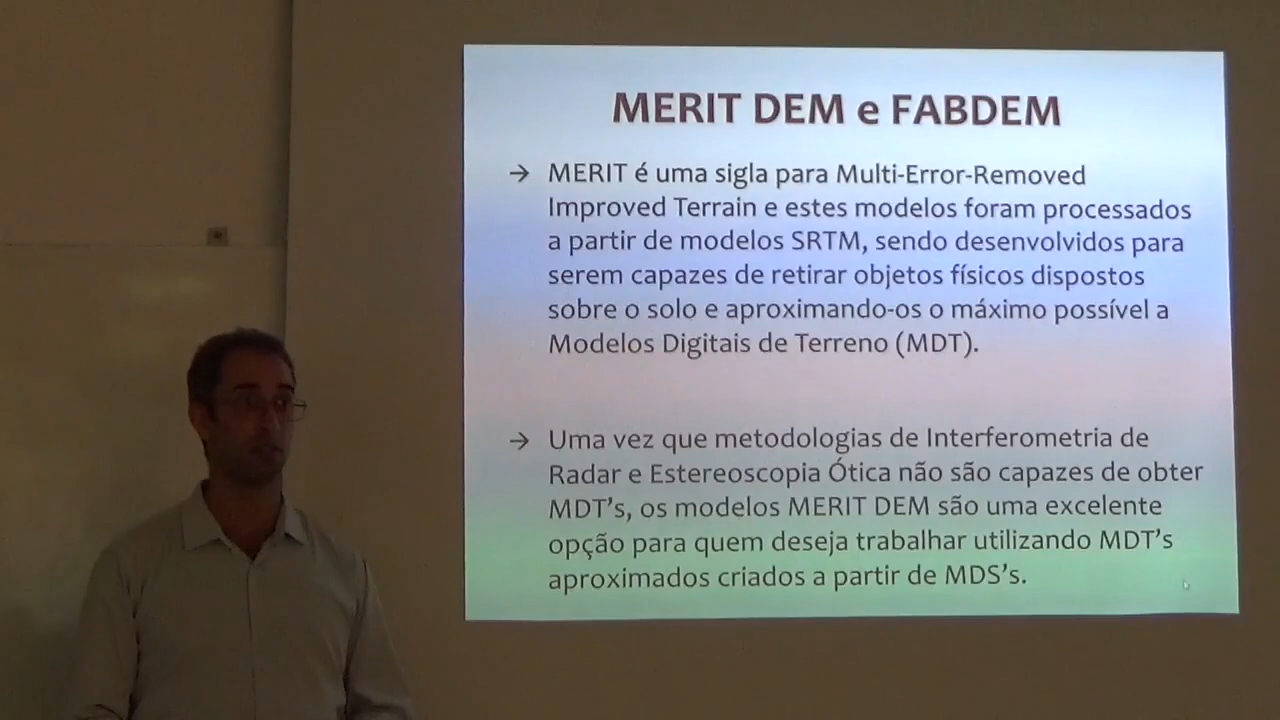 MERIT DEM e FABDEM
→ MERIT é uma sigla para Multi-Error-Removed
Improved Terrain e estes modelos foram processados
a partir de modelos SRTM, sendo desenvolvidos para
serem capazes de retirar objetos físicos dispostos
sobre o solo e aproximando-os o máximo possível a
Modelos Digitais de Terreno (MDT).
→ Uma vez que metodologias de Interferometria de
Radar e Estereoscopia Ótica não são capazes de obter
MDT's, os modelos MERIT DEM são uma excelente
opção para quem deseja trabalhar utilizando MDT's
aproximados criados a partir de MDS's.